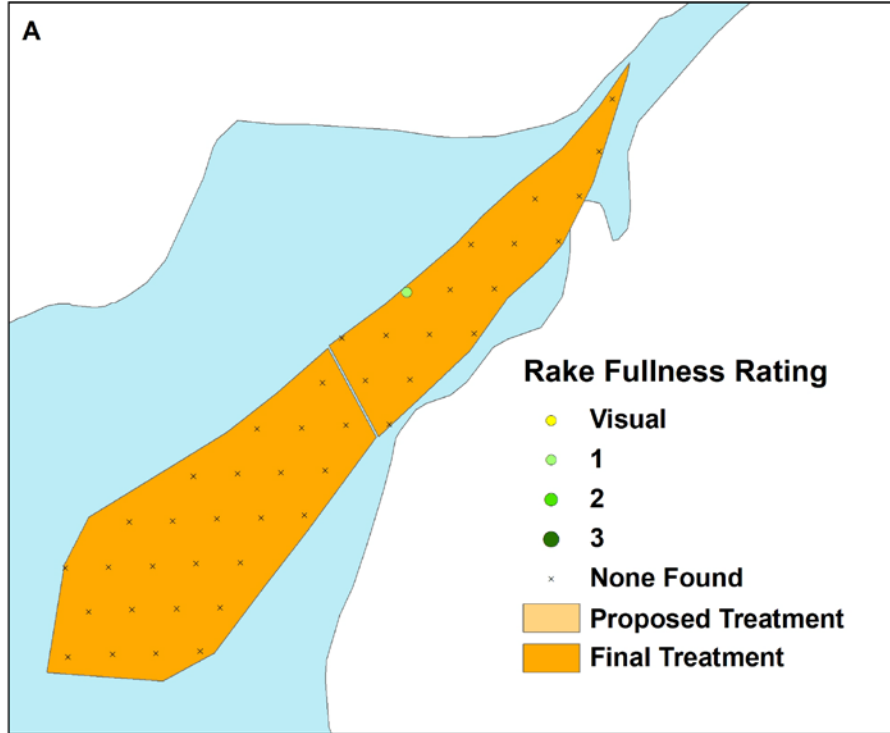 A
Rake Fullness Rating
Visual
1
2
3
None Found
Proposed Treatment
Final Treatment